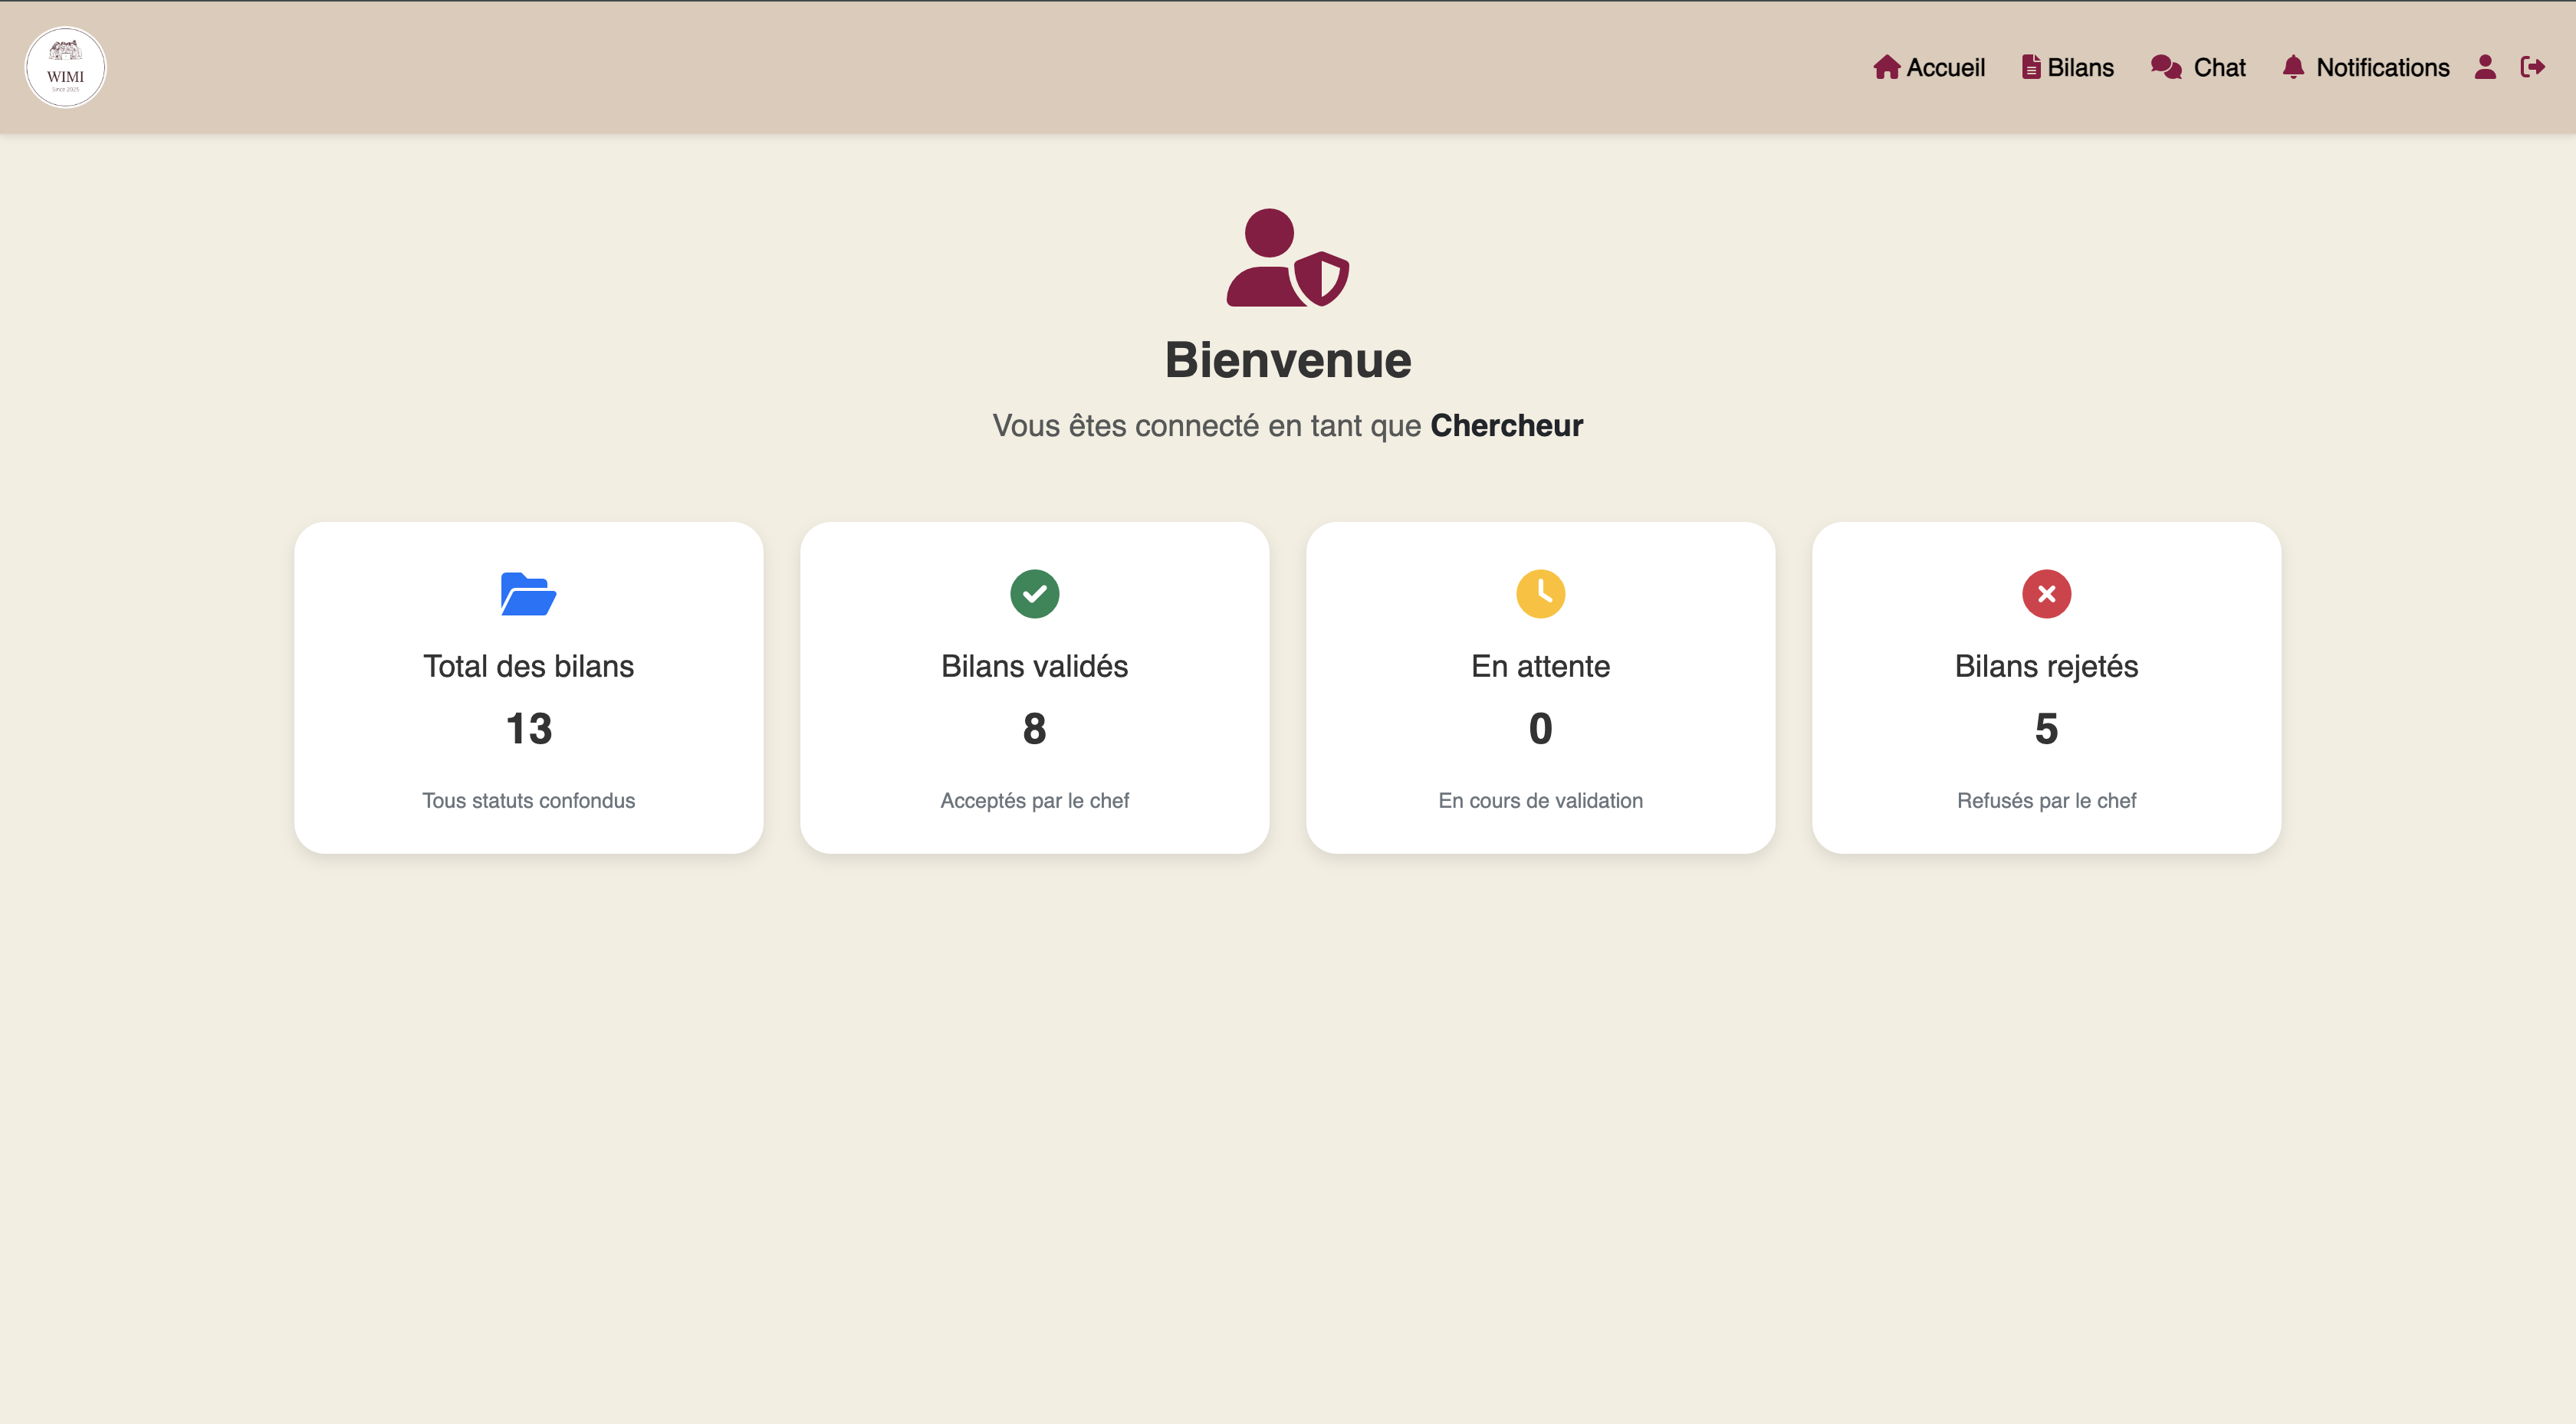 WIMI
Since 2025
Accueil
Bilans
Chat
Notifications
Bienvenue
Vous êtes connecté en tant que Chercheur
Total des bilans
13
Tous statuts confondus
Bilans validés
8
Acceptés par le chef
En attente
0
En cours de validation
Bilans rejetés
5
Refusés par le chef